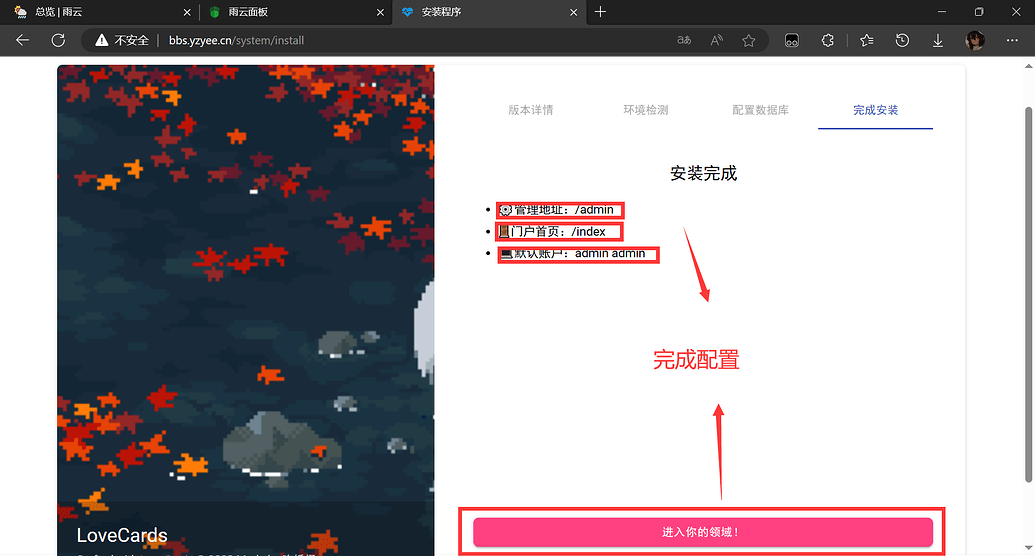 总览 | 雨云
雨云面板
安装程序
不安全
bbs.yzyee.cn/system/install
版本详情
环境检测
配置数据库
完成安装
安装完成
管理地址：/admin
门户首页：/index
默认账户：admin admin
完成配置
进入你的领域！
LoveCards